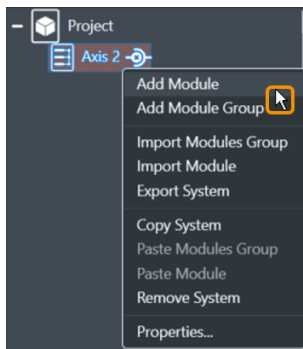 Project
Axis 2
Add Module
Add Module Group
Import Modules Group
Import Module
Export System
Copy System
Paste Modules Group
Paste Module
Remove System
Properties...